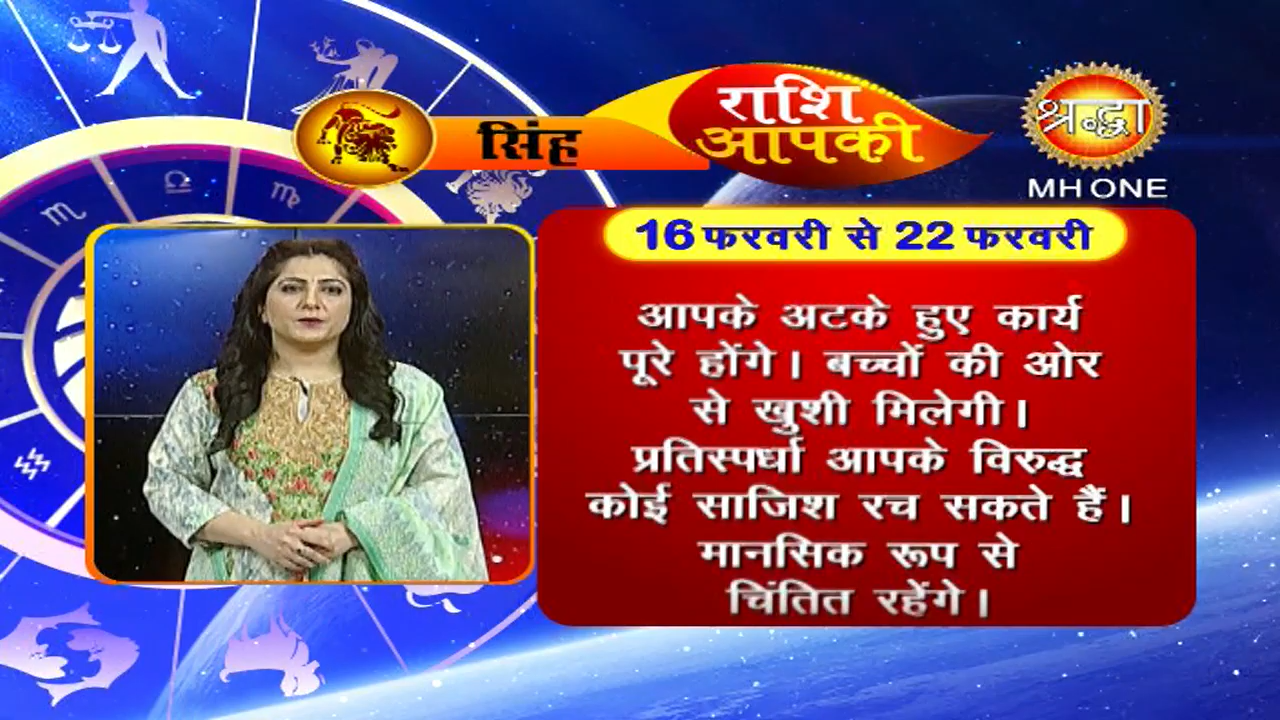 राशि
आपकी
सिंह
श्रद्धा
MH ONE
16 फरवरी से 22 फरवरी
आपके अटके हुए कार्य
पूरे होंगे। बच्चों की ओर
से खुशी मिलेगी।
प्रतिस्पर्धा आपके विरुद्ध
कोई साजिश रच सकते हैं।
मानसिक रूप से
चिंतित रहेंगे।